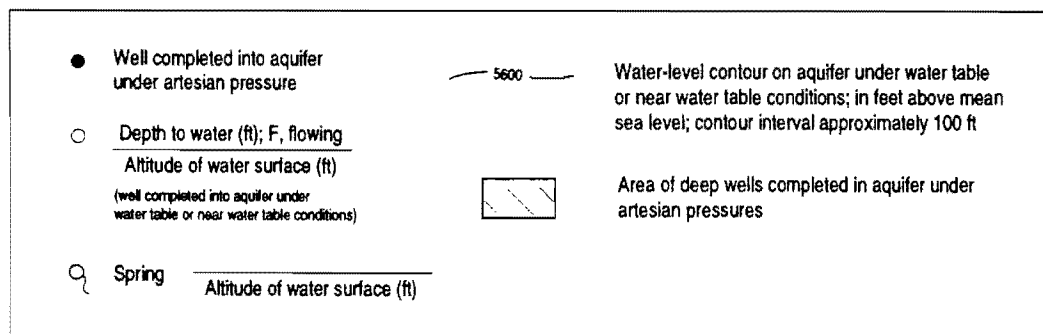 Well completed into aquifer
under artesian pressure
Depth to water (ft); F, flowing
Altitude of water surface (ft)
(well completed into aquifer under
water table or near water table conditions)
Spring
Altitude of water surface (ft)
5600
Water-level contour on aquifer under water table
or near water table conditions; in feet above mean
sea level; contour interval approximately 100 ft
Area of deep wells completed in aquifer under
artesian pressures